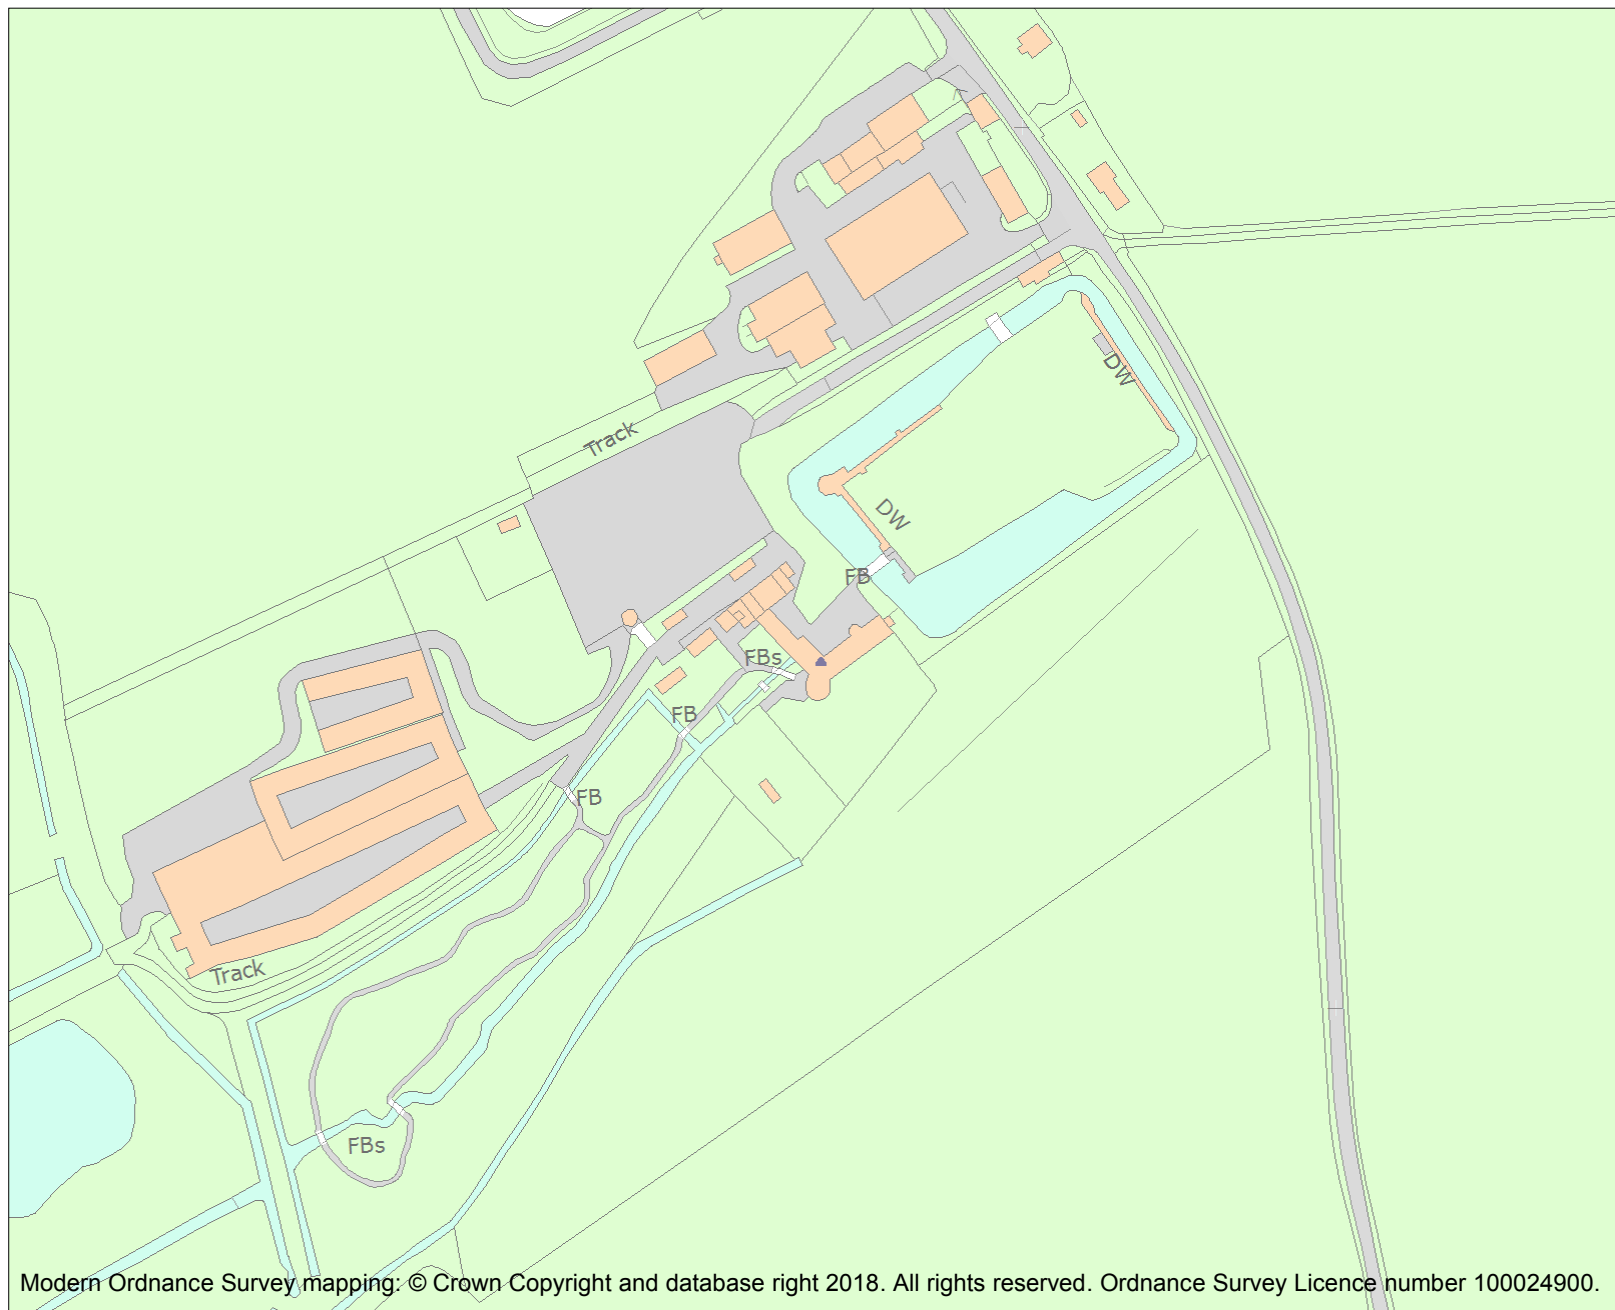 DW
Track
DW
FB
FBs
FB
FB
Track
FBs
Modern Ordnance Survey mapping: © Crown Copyright and database right 2018. All rights reserved. Ordnance Survey Licence number 100024900.